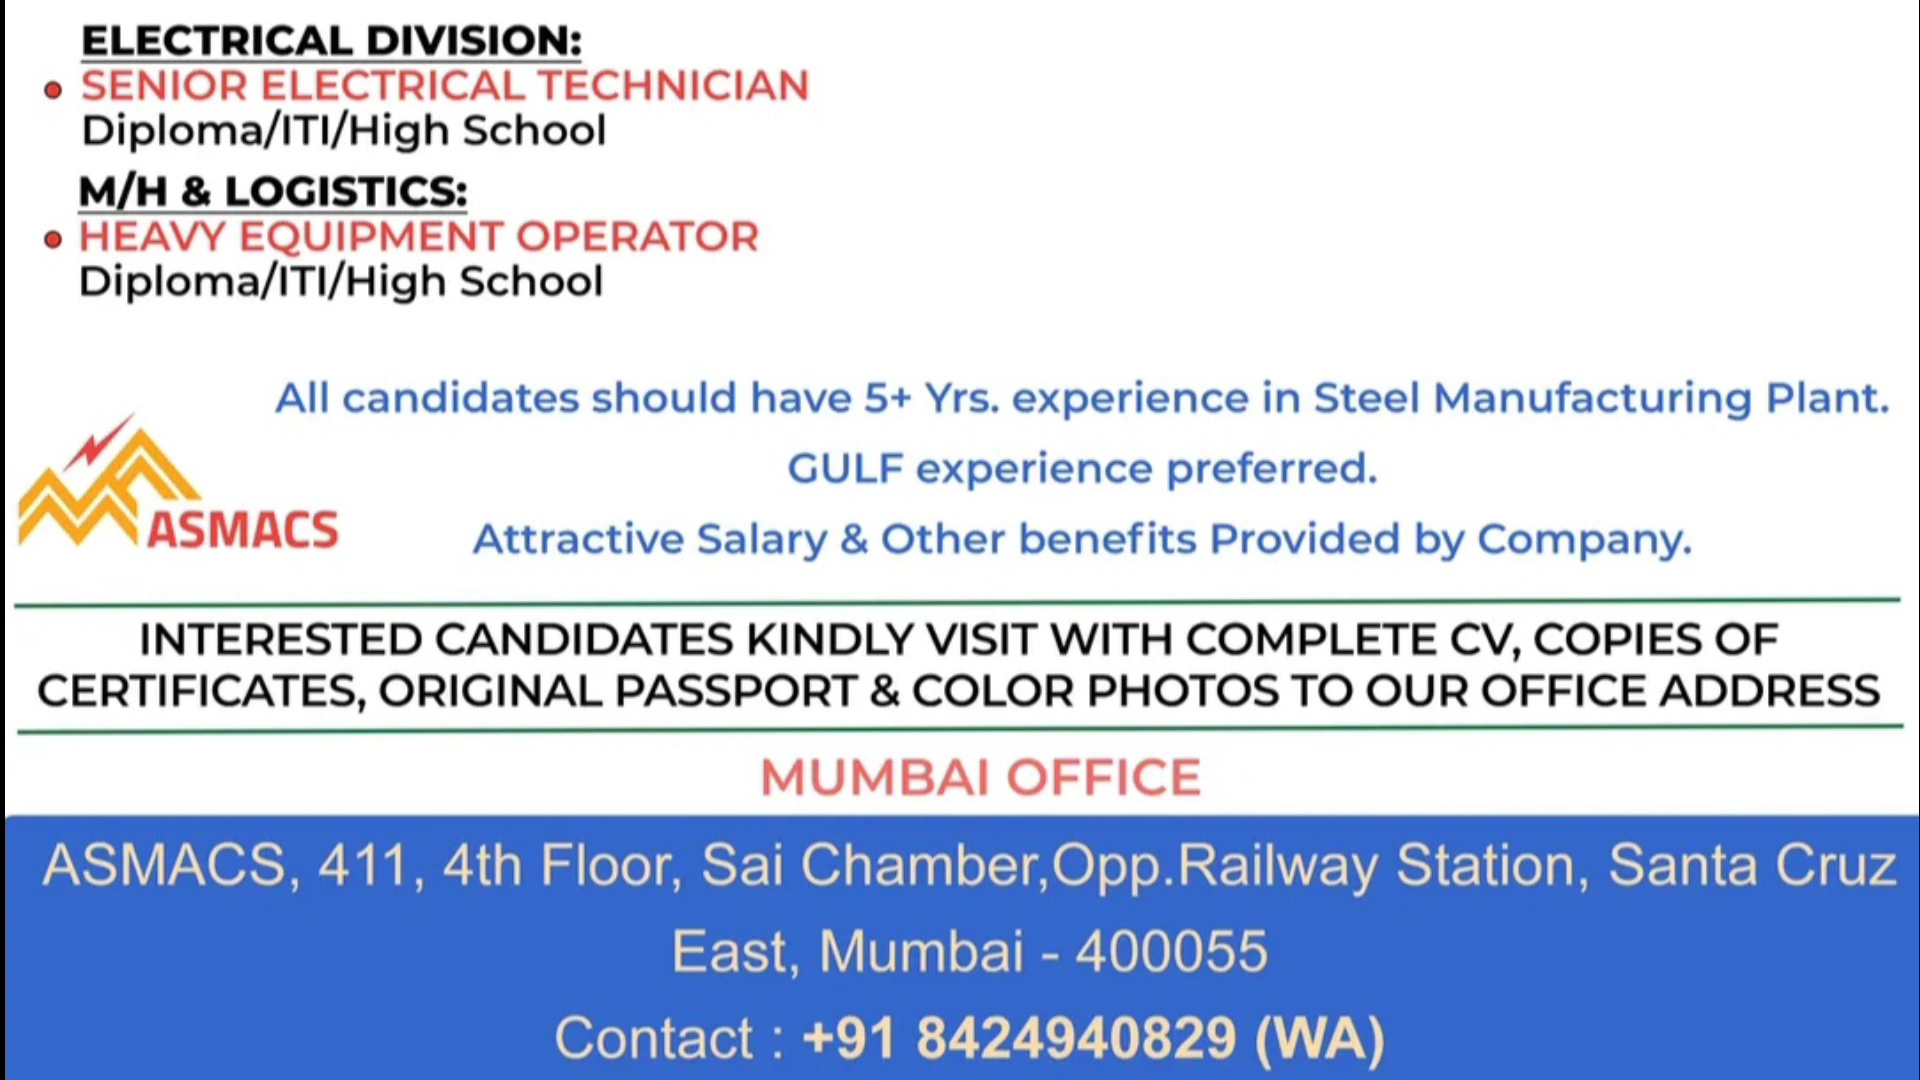 ELECTRICAL DIVISION:
• SENIOR ELECTRICAL TECHNICIAN
Diploma/ITI/High School
M/H & LOGISTICS:
• HEAVY EQUIPMENT OPERATOR
Diploma/ITI/High School
All candidates should have 5+ Yrs. experience in Steel Manufacturing Plant.
GULF experience preferred.
ASMACS
Attractive Salary & Other benefits Provided by Company.
INTERESTED CANDIDATES KINDLY VISIT WITH COMPLETE CV, COPIES OF
CERTIFICATES, ORIGINAL PASSPORT & COLOR PHOTOS TO OUR OFFICE ADDRESS
MUMBAI OFFICE
ASMACS, 411, 4th Floor, Sai Chamber,Opp.Railway Station, Santa Cruz
East, Mumbai - 400055
Contact : +91 8424940829 (WA)